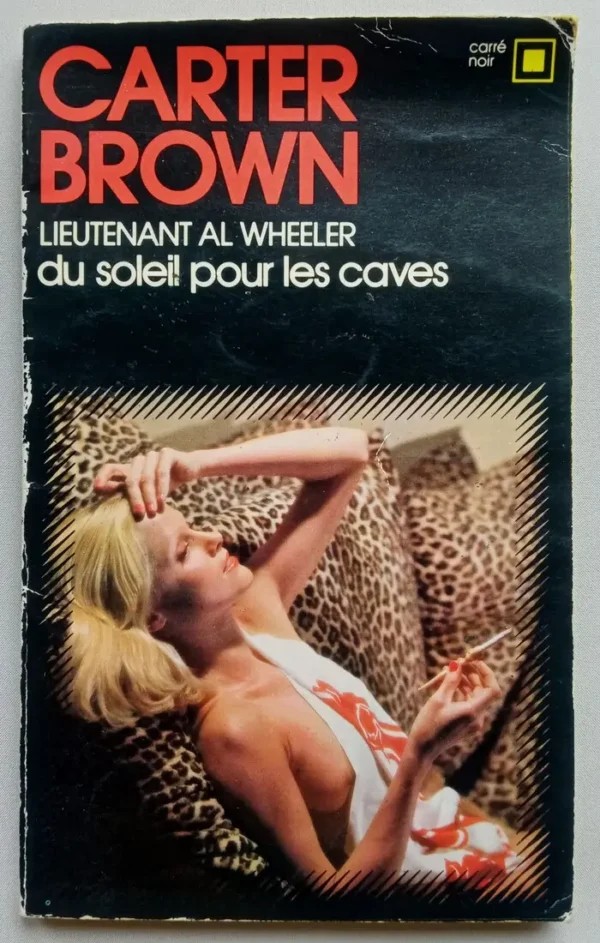 CARTER
BROWN
carré
noir
LIEUTENANT AL WHEELER
du soleil pour les caves